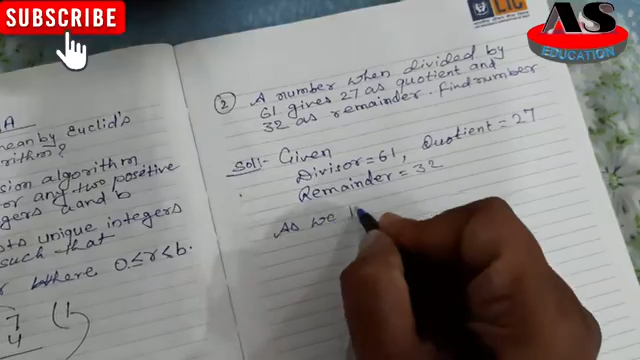 SUBSCRIBE
LIC
AS
EDUCATION
A
mean by Euclid's
rithm?
sion algorithm
or any two positive
gers a and b
sts unique integers
such that
r where 0≤r<b.
7
4
(2) A number when divided by
61 gives 27 as quotient and
32 as remainder. Find number
Sol:- Given
Divisor = 61, Quotient = 27
Remainder = 32
As we